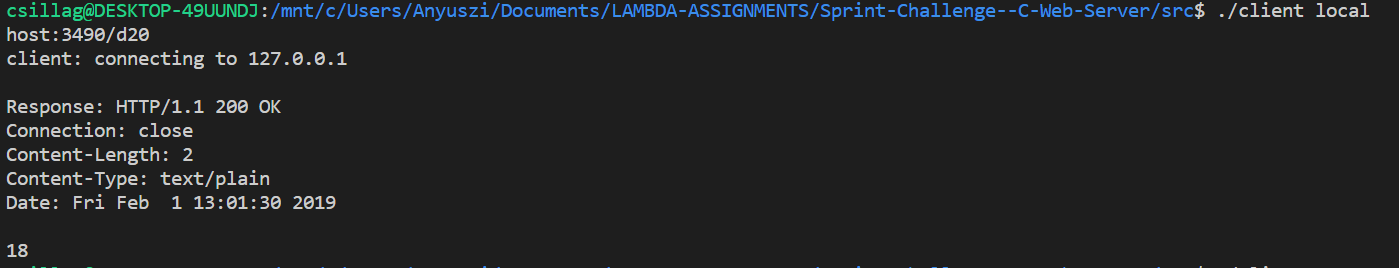 csillag@DESKTOP-49UUNDJ:/mnt/c/Users/Anyuszi/Documents/LAMBDA-ASSIGNMENTS/Sprint-Challenge--C-Web-Server/src$ ./client local
host:3490/d20
client: connecting to 127.0.0.1

Response: HTTP/1.1 200 OK
Connection: close
Content-Length: 2
Content-Type: text/plain
Date: Fri Feb  1 13:01:30 2019

18